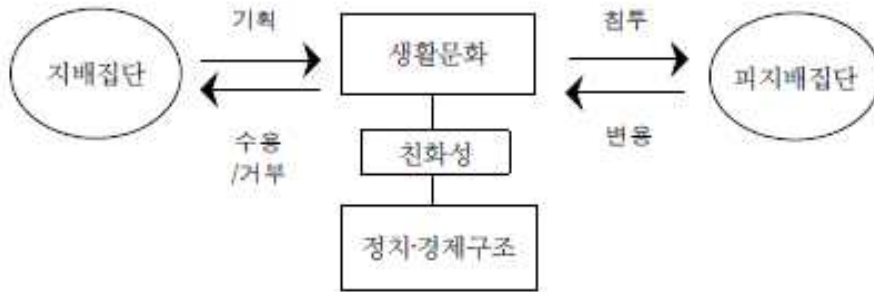 기획
침투
지배집단
생활문화
피지배집단
수용
/거부
변용
친화성
정치·경제구조